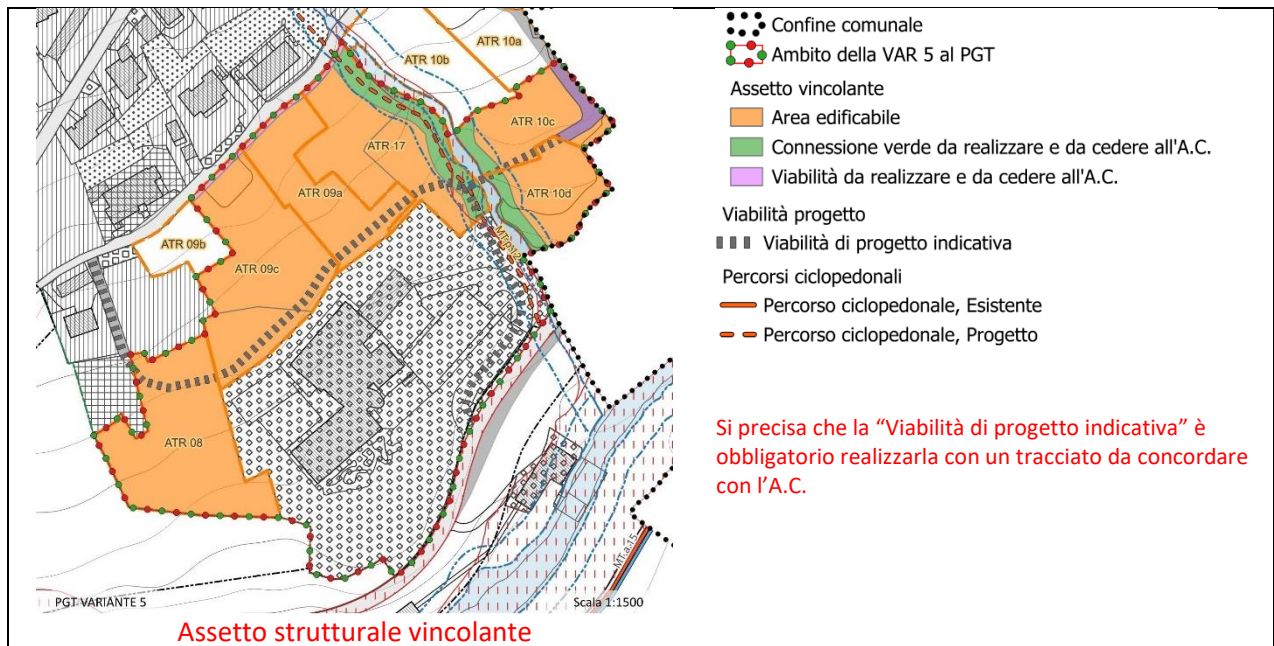 ATR 10a
ATR 10b
ATR 10c
ATR 17
ATR 09a
ATR 10d
ATR 09b
ATR 09c
MT.p.12
ATR 08
MT.a.15
PGT VARIANTE 5
Scala 1:1500
Assetto strutturale vincolante
Confine comunale
Ambito della VAR 5 al PGT
Assetto vincolante
Area edificabile
Connessione verde da realizzare e da cedere all'A.C.
Viabilità da realizzare e da cedere all'A.C.
Viabilità progetto
Viabilità di progetto indicativa
Percorsi ciclopedonali
Percorso ciclopedonale, Esistente
Percorso ciclopedonale, Progetto
Si precisa che la “Viabilità di progetto indicativa” è
obbligatorio realizzarla con un tracciato da concordare
con l’A.C.